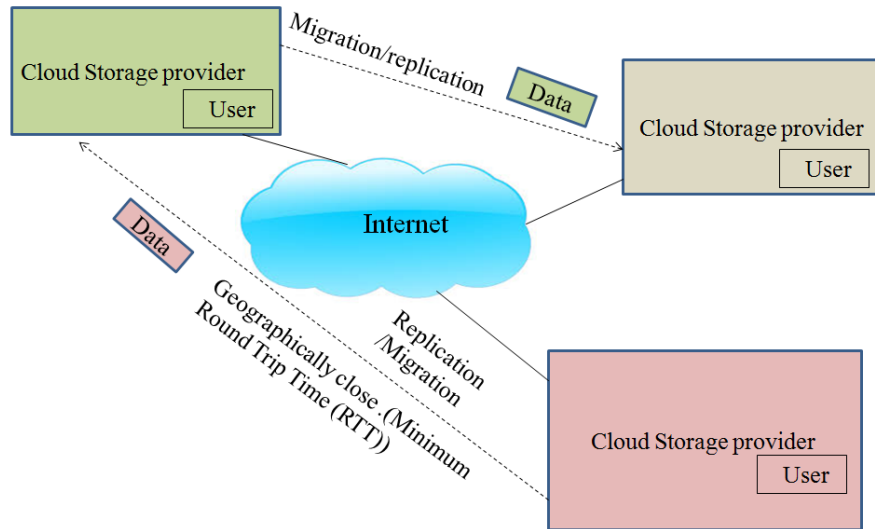 Cloud Storage provider
User
Migration/replication
Data
Cloud Storage provider
User
Internet
Data
Geographically close .(Minimum
Round Trip Time (RTT))
Replication
/Migration
Cloud Storage provider
User